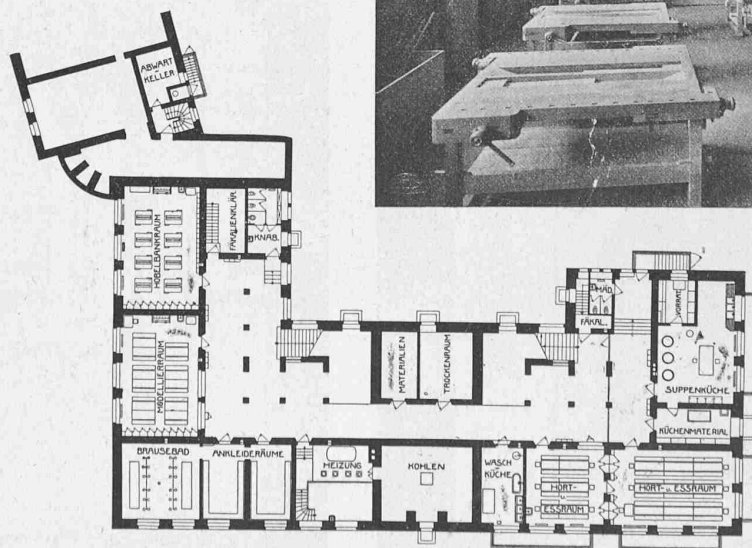 ABWART
KELLER
HOBELBANKRAUM
FÄKALIENKLÄR
KNAB.
MODELLIERRAUM
MATERIALIEN
TROCKENRAUM
MÄD.
FÄKAL.
VORRAT
SUPPENKÜCHE
KÜCHENMATERIAL
BRAUSEBAD
ANKLEIDERÄUME
HEIZUNG
KOHLEN
WASCH
KÜCHE
HORT-
U.
ESSRAUM
HORT- U. ESSRAUM